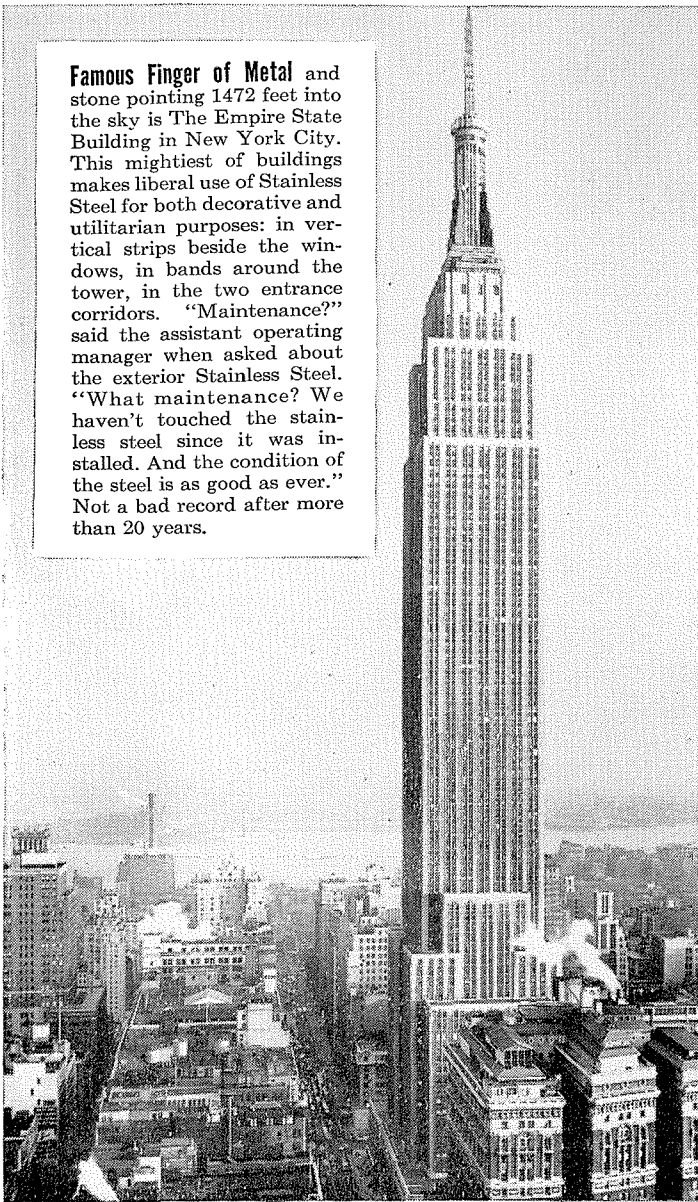 Famous Finger of Metal and
stone pointing 1472 feet into
the sky is The Empire State
Building in New York City.
This mightiest of buildings
makes liberal use of Stainless
Steel for both decorative and
utilitarian purposes: in ver-
tical strips beside the win-
dows, in bands around the
tower, in the two entrance
corridors. “Maintenance?”
said the assistant operating
manager when asked about
the exterior Stainless Steel.
“What maintenance? We
haven’t touched the stain-
less steel since it was in-
stalled. And the condition of
the steel is as good as ever.”
Not a bad record after more
than 20 years.